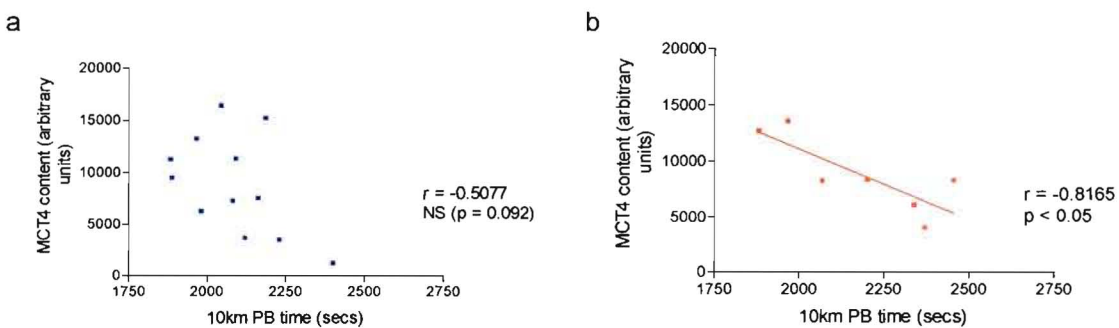 a
MCT4 content (arbitrary
units)
20000
15000
10000
5000
0
1750
2000
2250
2500
2750
10km PB time (secs)
r = -0.5077
NS (p = 0.092)
b
MCT4 content (arbitrary
units)
20000
15000
10000
5000
0
1750
2000
2250
2500
2750
10km PB time (secs)
r = -0.8165
p < 0.05